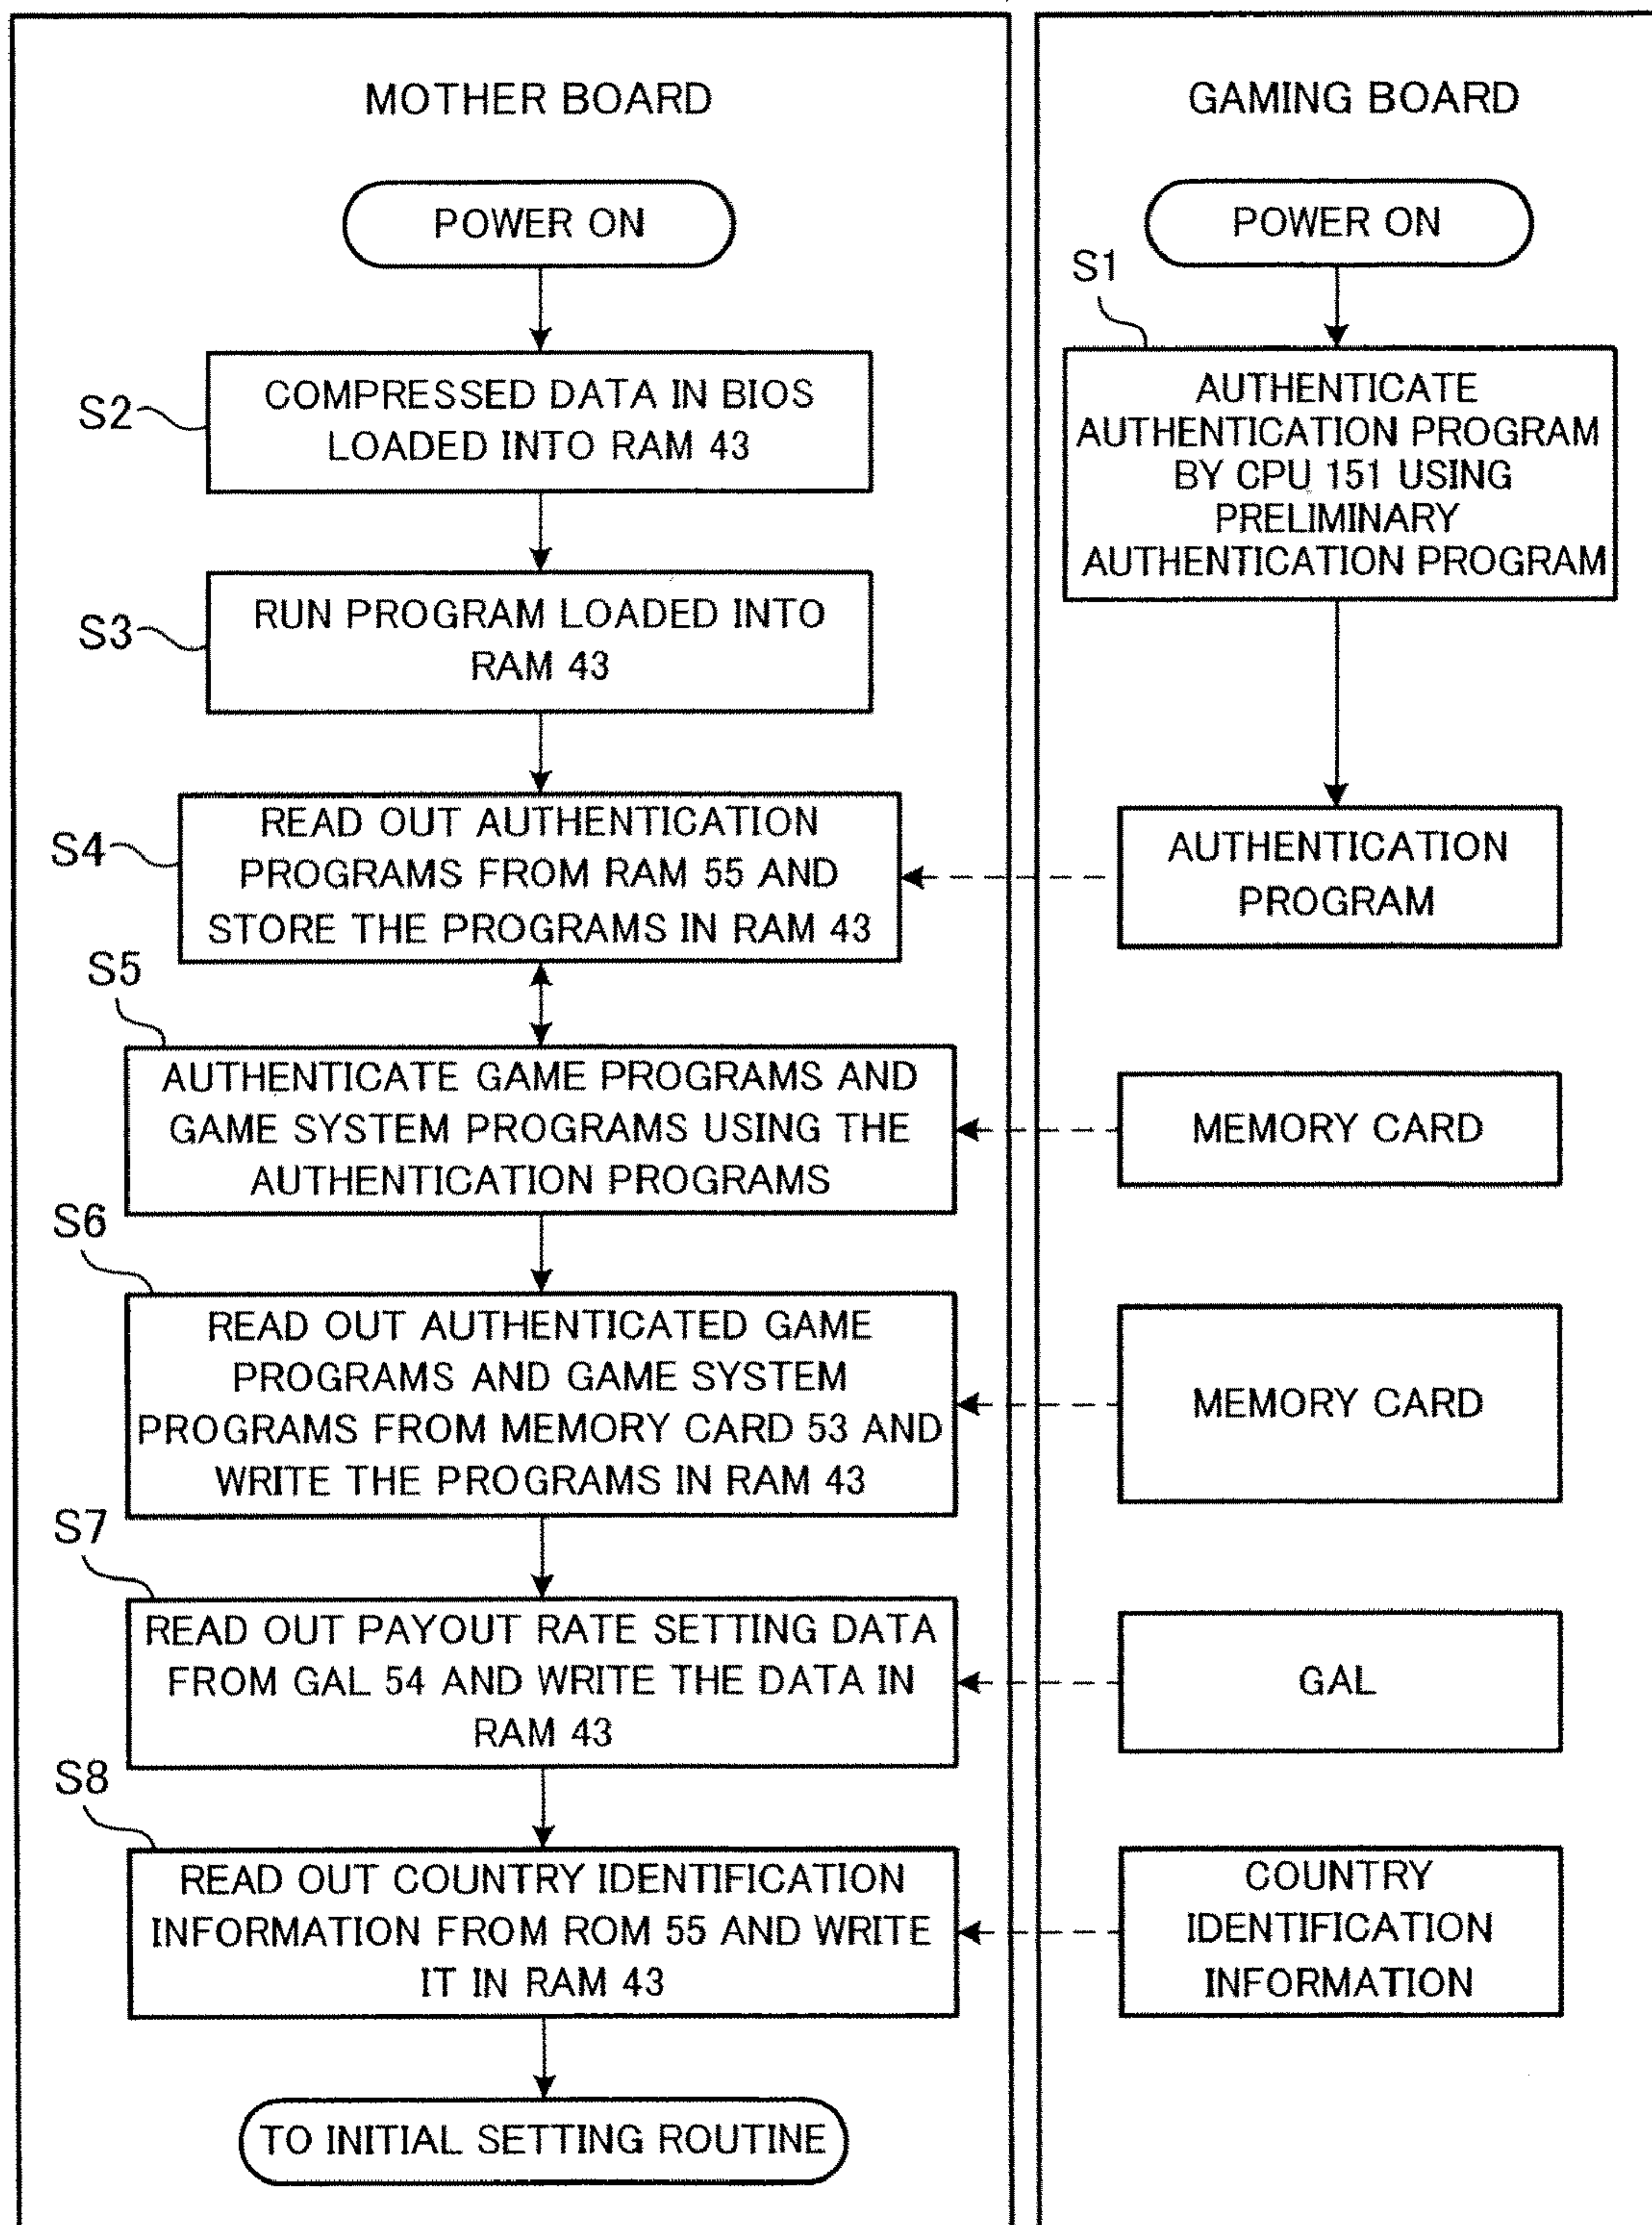 MOTHER BOARD
POWER ON
S2
COMPRESSED DATA IN BIOS
LOADED INTO RAM 43
S3
RUN PROGRAM LOADED INTO
RAM 43
S4
READ OUT AUTHENTICATION
PROGRAMS FROM RAM 55 AND
STORE THE PROGRAMS IN RAM 43
S5
AUTHENTICATE GAME PROGRAMS AND
GAME SYSTEM PROGRAMS USING THE
AUTHENTICATION PROGRAMS
S6
READ OUT AUTHENTICATED GAME
PROGRAMS AND GAME SYSTEM
PROGRAMS FROM MEMORY CARD 53 AND
WRITE THE PROGRAMS IN RAM 43
S7
READ OUT PAYOUT RATE SETTING DATA
FROM GAL 54 AND WRITE THE DATA IN
RAM 43
S8
READ OUT COUNTRY IDENTIFICATION
INFORMATION FROM ROM 55 AND WRITE
IT IN RAM 43
TO INITIAL SETTING ROUTINE
GAMING BOARD
POWER ON
S1
AUTHENTICATE
AUTHENTICATION PROGRAM
BY CPU 151 USING
PRELIMINARY
AUTHENTICATION PROGRAM
AUTHENTICATION
PROGRAM
MEMORY CARD
MEMORY CARD
GAL
COUNTRY
IDENTIFICATION
INFORMATION